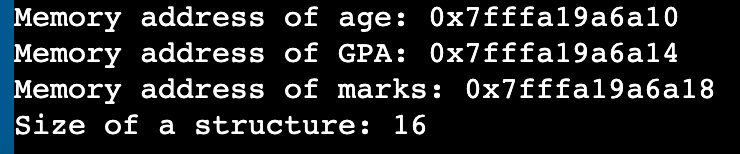 Memory address of age: 0x7fffa19a6a10
Memory address of GPA: 0x7fffa19a6a14
Memory address of marks: 0x7fffa19a6a18
Size of a structure: 16